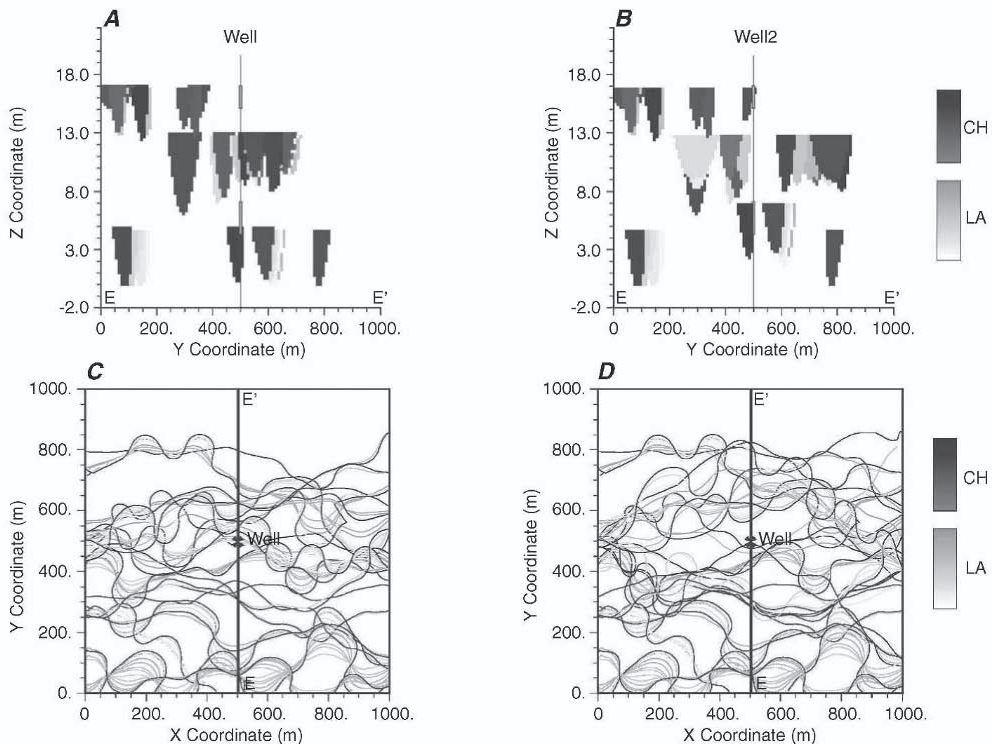 A
Well
18.0
13.0
8.0
3.0
-2.0
Z Coordinate (m)
E
E'
0 200. 400. 600. 800. 1000.
Y Coordinate (m)
B
Well2
18.0
13.0
8.0
3.0
-2.0
Z Coordinate (m)
E
E'
0 200. 400. 600. 800. 1000.
Y Coordinate (m)
CH
LA
C
1000.
800.
600.
400.
200.
0.
Y Coordinate (m)
E'
Well
E
0 200. 400. 600. 800. 1000.
X Coordinate (m)
D
1000.
800.
600.
400.
200.
0.
Y Coordinate (m)
E'
Well
E
0 200. 400. 600. 800. 1000.
X Coordinate (m)
CH
LA